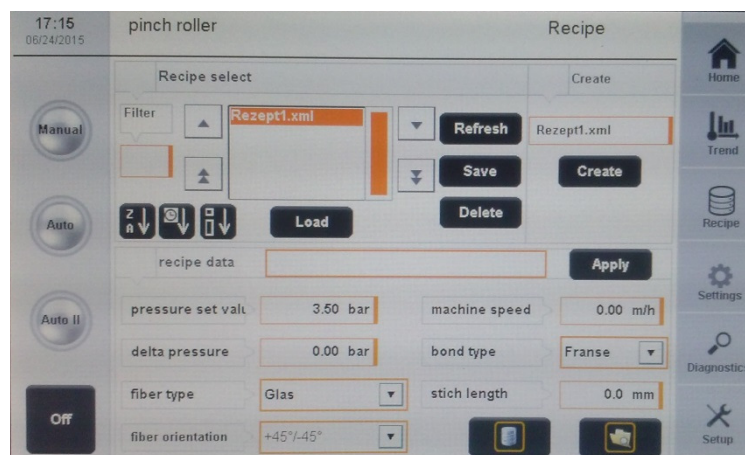 17:15
06/24/2015
pinch roller
Recipe
Recipe select
Create
Home
Filter
Rezept1.xml
Manual
Refresh
Rezept1.xml
Trend
Save
Create
Delete
Z
A
Load
Auto
Recipe
recipe data
Apply
Settings
pressure set valu
3.50 bar
machine speed
0.00 m/h
Auto II
delta pressure
0.00 bar
bond type
Franse
Diagnostic
fiber type
Glas
stich length
0.0 mm
Off
fiber orientation
+45°/-45°
Setup